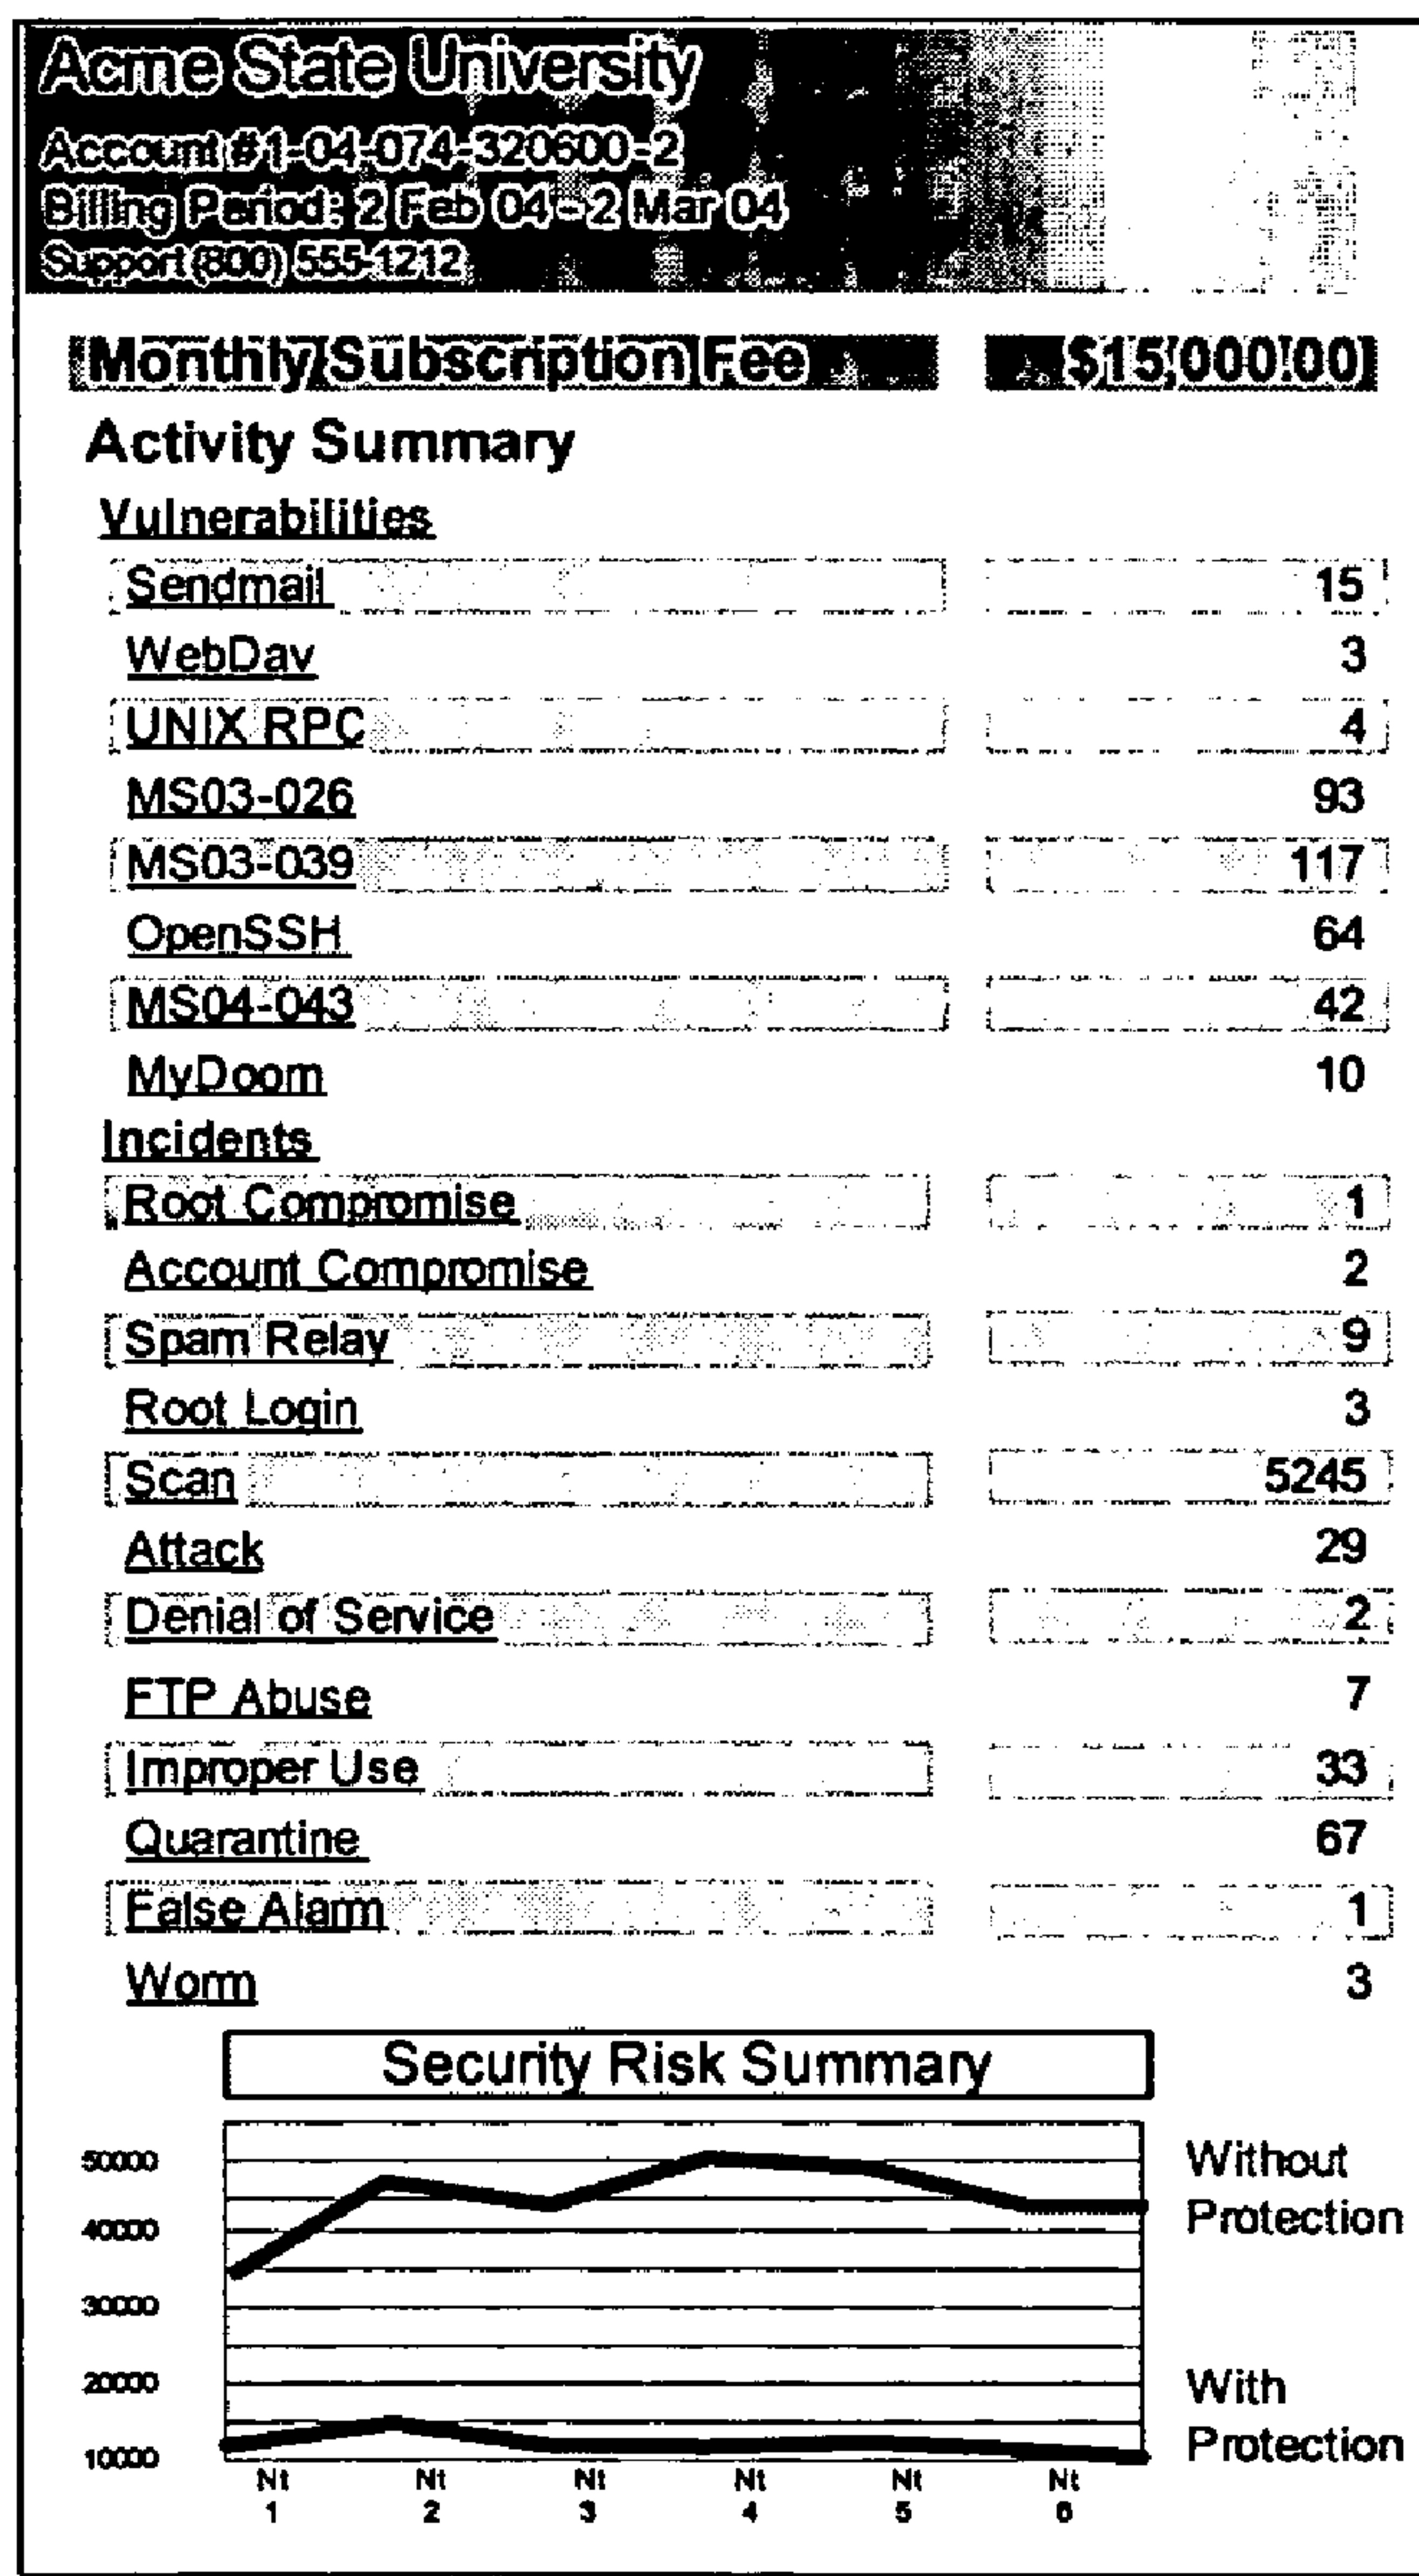 Acme State University
Account #1-04-074-320600-2
Billing Period: 2 Feb 04 - 2 Mar 04
Support (800) 555-1212
Monthly Subscription Fee $15,000.00
Activity Summary
Vulnerabilities
Sendmail 15
WebDav 3
UNIX RPC 4
MS03-026 93
MS03-039 117
OpenSSH 64
MS04-043 42
MyDoom 10
Incidents
Root Compromise 1
Account Compromise 2
Spam Relay 9
Root Login 3
Scan 5245
Attack 29
Denial of Service 2
FTP Abuse 7
Improper Use 33
Quarantine 67
False Alarm 1
Worm 3
Security Risk Summary
50000
40000
30000
20000
10000
Without
Protection
With
Protection
Nt Nt Nt Nt Nt Nt
1 2 3 4 5 6